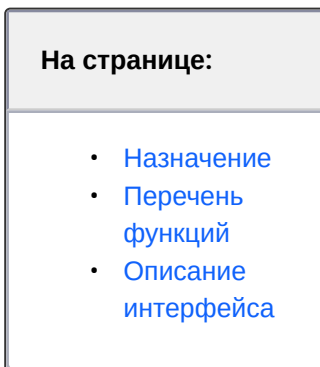 На странице:
• Назначение
• Перечень
функций
• Описание
интерфейса